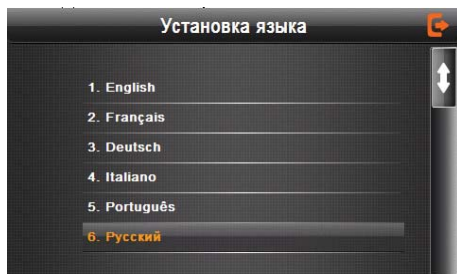 Установка языка
1. English
2. Français
3. Deutsch
4. Italiano
5. Português
6. Русский